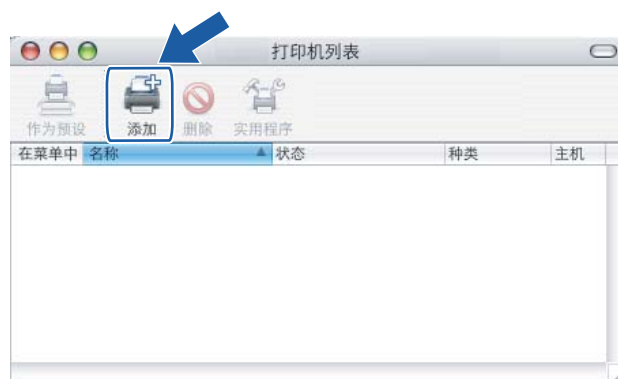 打印机列表
作为预设 添加 删除 实用程序
在菜单中 名称 状态 种类 主机